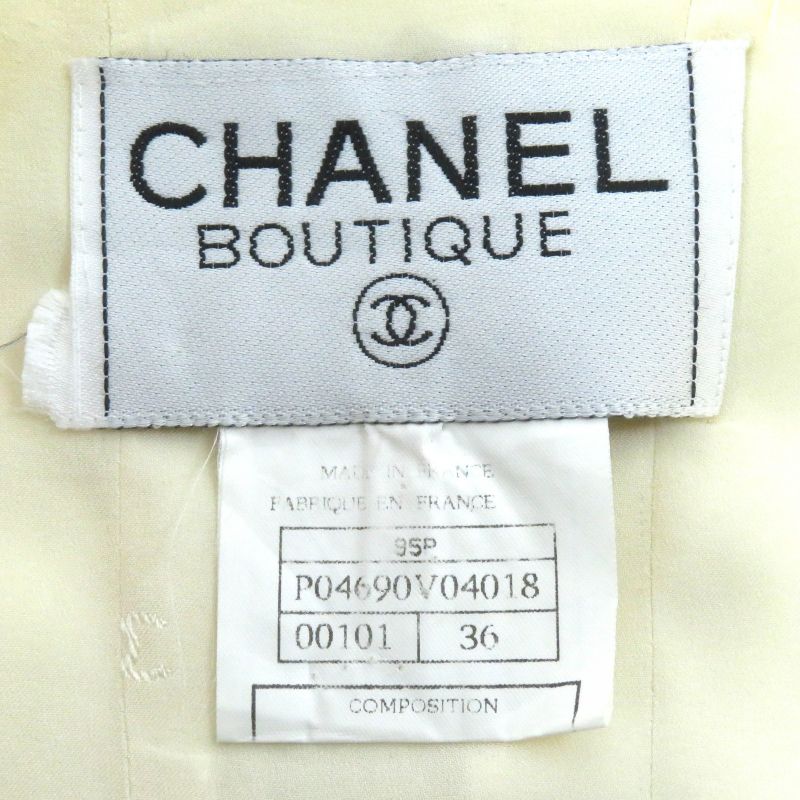 CHANEL
BOUTIQUE
MADE IN FRANCE
FABRIQUE EN FRANCE
95P
P04690V04018
00101 36
COMPOSITION